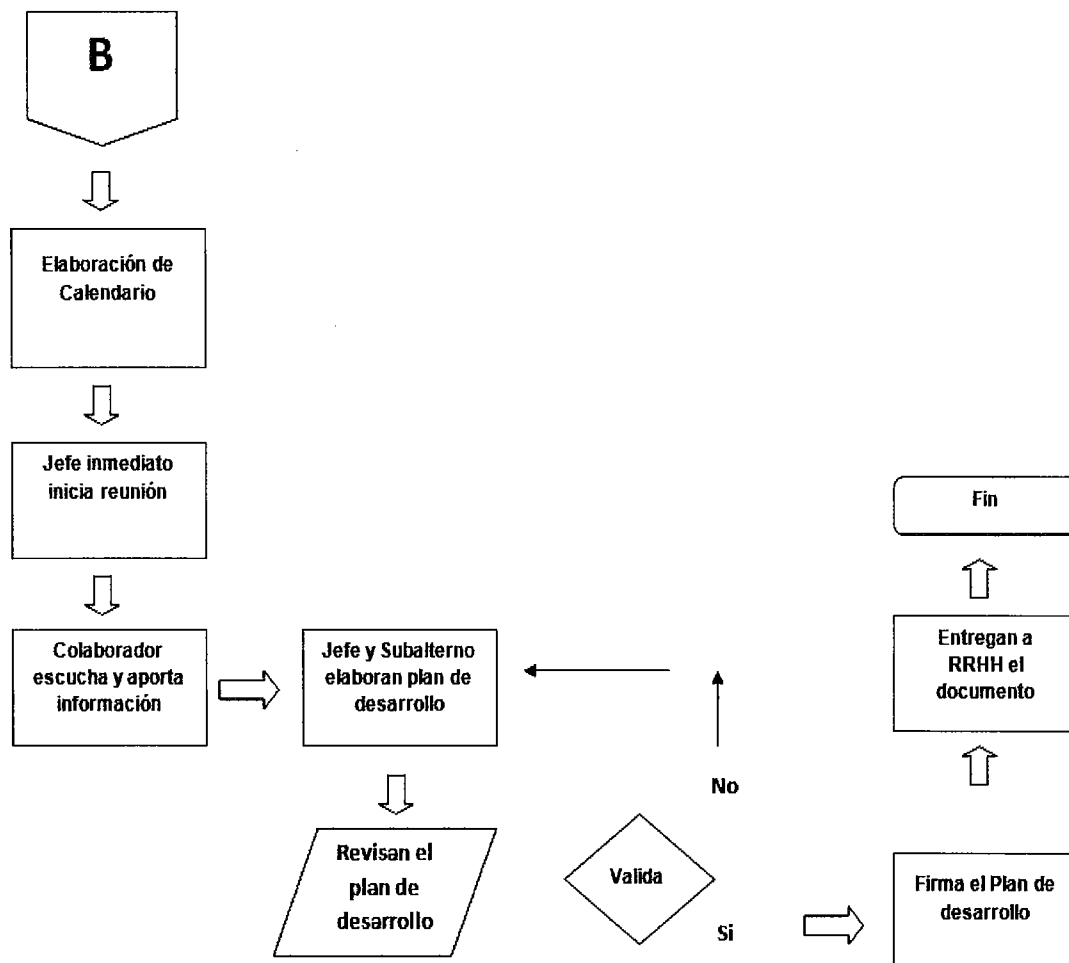 B
Elaboración de
Calendario
Jefe inmediato
inicia reunión
Colaborador
escucha y aporta
información
Jefe y Subalterno
elaboran plan de
desarrollo
Revisan el
plan de
desarrollo
Valida
No
Si
Firma el Plan de
desarrollo
Entregan a
RRHH el
documento
Fin